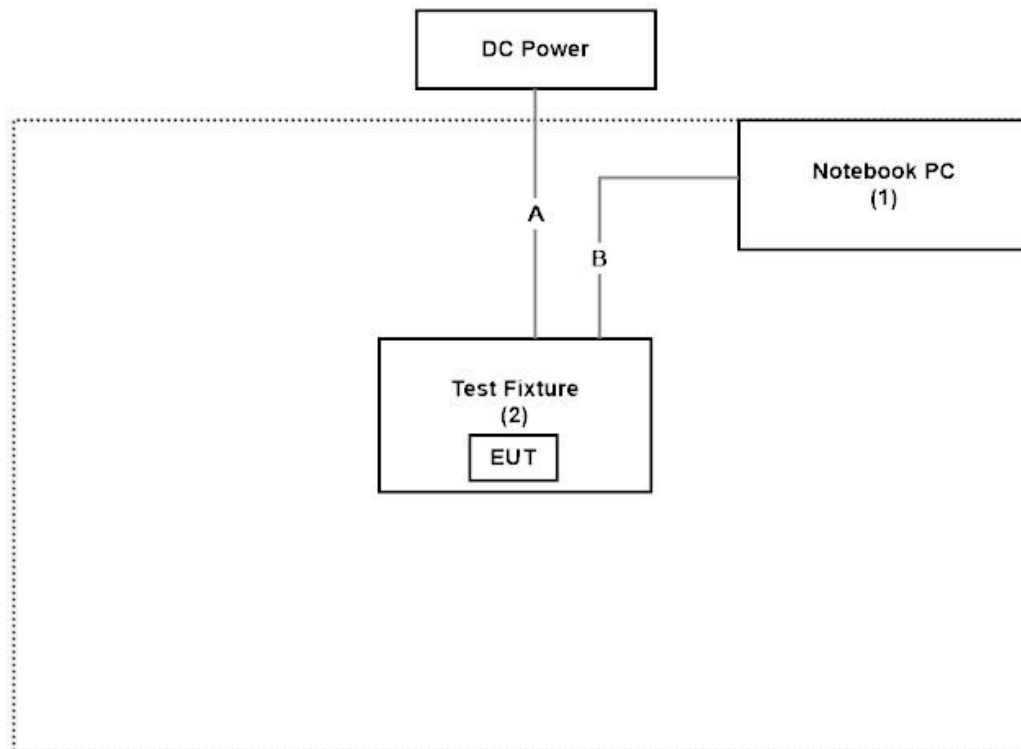 DC Power
Notebook PC
(1)
A
B
Test Fixture
(2)
EUT